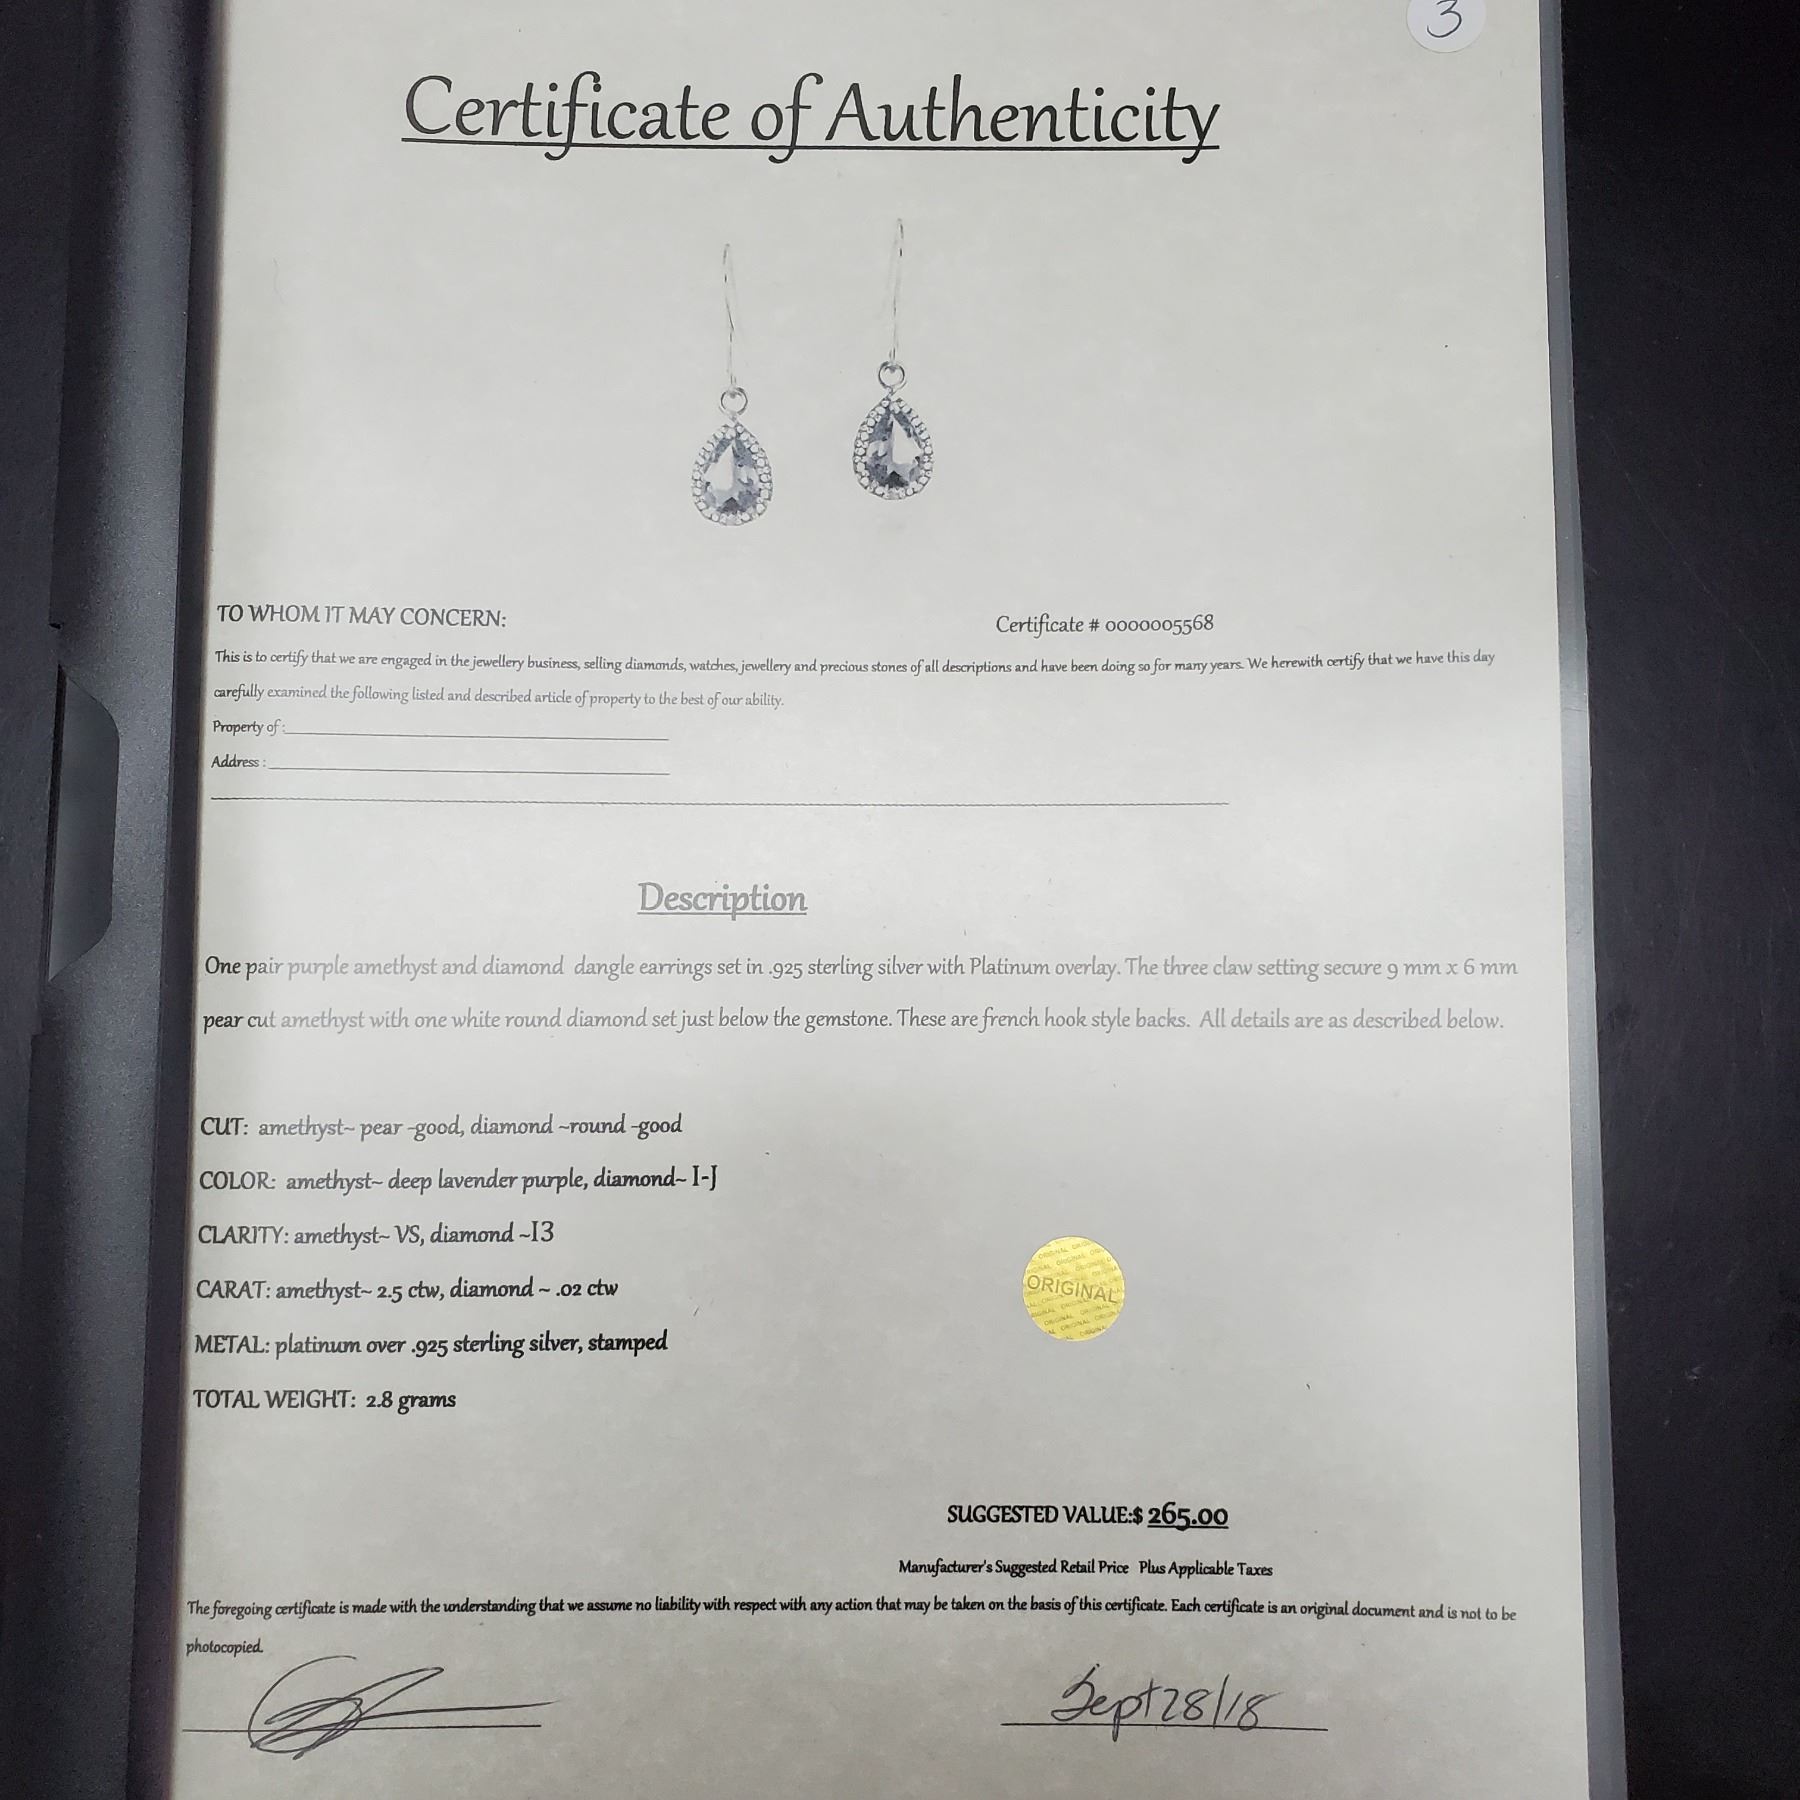 3
Certificate of Authenticity
TO WHOM IT MAY CONCERN:
Certificate # 0000005568
This is to certify that we are engaged in the jewellery business, selling diamonds, watches, jewellery and precious stones of all descriptions and have been doing so for many years. We herewith certify that we have this day
carefully examined the following listed and described article of property to the best of our ability.
Property of :
Address :
Description
One pair purple amethyst and diamond dangle earrings set in .925 sterling silver with Platinum overlay. The three claw setting secure 9 mm x 6 mm
pear cut amethyst with one white round diamond set just below the gemstone. These are french hook style backs. All details are as described below.
CUT: amethyst~ pear -good, diamond ~round -good
COLOR: amethyst~ deep lavender purple, diamond~ I-J
CLARITY: amethyst~ VS, diamond ~I3
CARAT: amethyst~ 2.5 ctw, diamond ~ .02 ctw
ORIGINAL
METAL: platinum over .925 sterling silver, stamped
TOTAL WEIGHT: 2.8 grams
SUGGESTED VALUE:$ 265.00
Manufacturer's Suggested Retail Price Plus Applicable Taxes
The foregoing certificate is made with the understanding that we assume no liability with respect with any action that may be taken on the basis of this certificate. Each certificate is an original document and is not to be
photocopied.
Sept 28/18